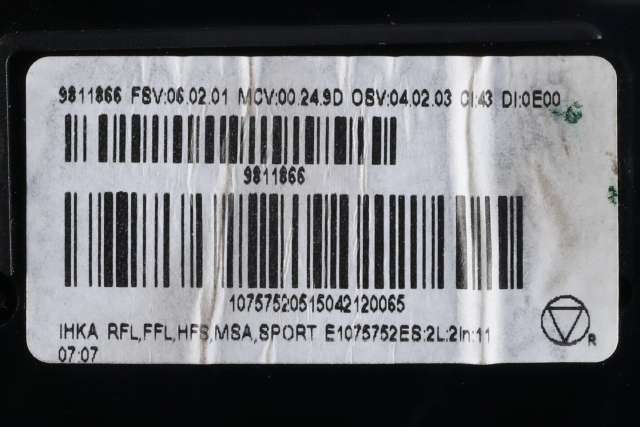 9811866 FSV:06.02.01 MCV:00.24.9D OSV:04.02.03 CI:43 DI:0E00
9811866
10757520515042120065
IHKA RFL,FFL,HFS,MSA,SPORT E1075752ES:2L:2In:11
07:07
R